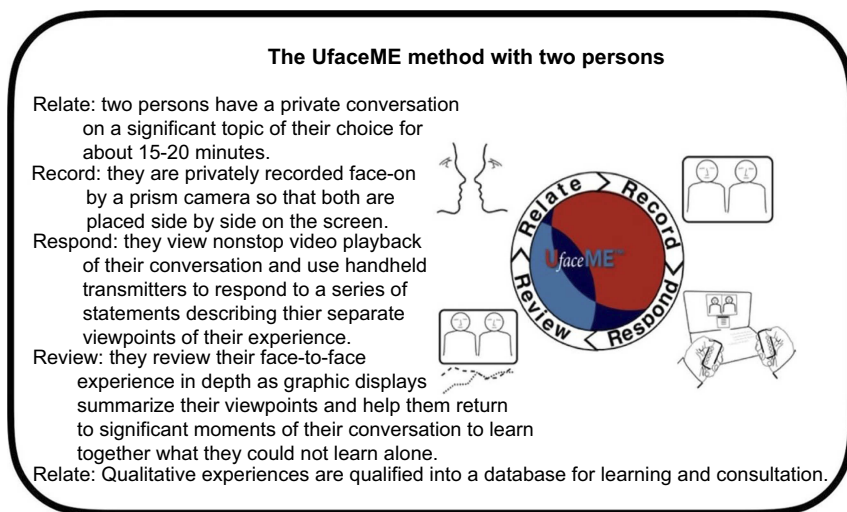 The UfaceME method with two persons
Relate: two persons have a private conversation
on a significant topic of their choice for
about 15-20 minutes.
Record: they are privately recorded face-on
by a prism camera so that both are
placed side by side on the screen.
Respond: they view nonstop video playback
of their conversation and use handheld
transmitters to respond to a series of
statements describing thier separate
viewpoints of their experience.
Review: they review their face-to-face
experience in depth as graphic displays
summarize their viewpoints and help them return
to significant moments of their conversation to learn
together what they could not learn alone.
Relate: Qualitative experiences are qualified into a database for learning and consultation.
Relate
Record
Respond
Review
UfaceME™